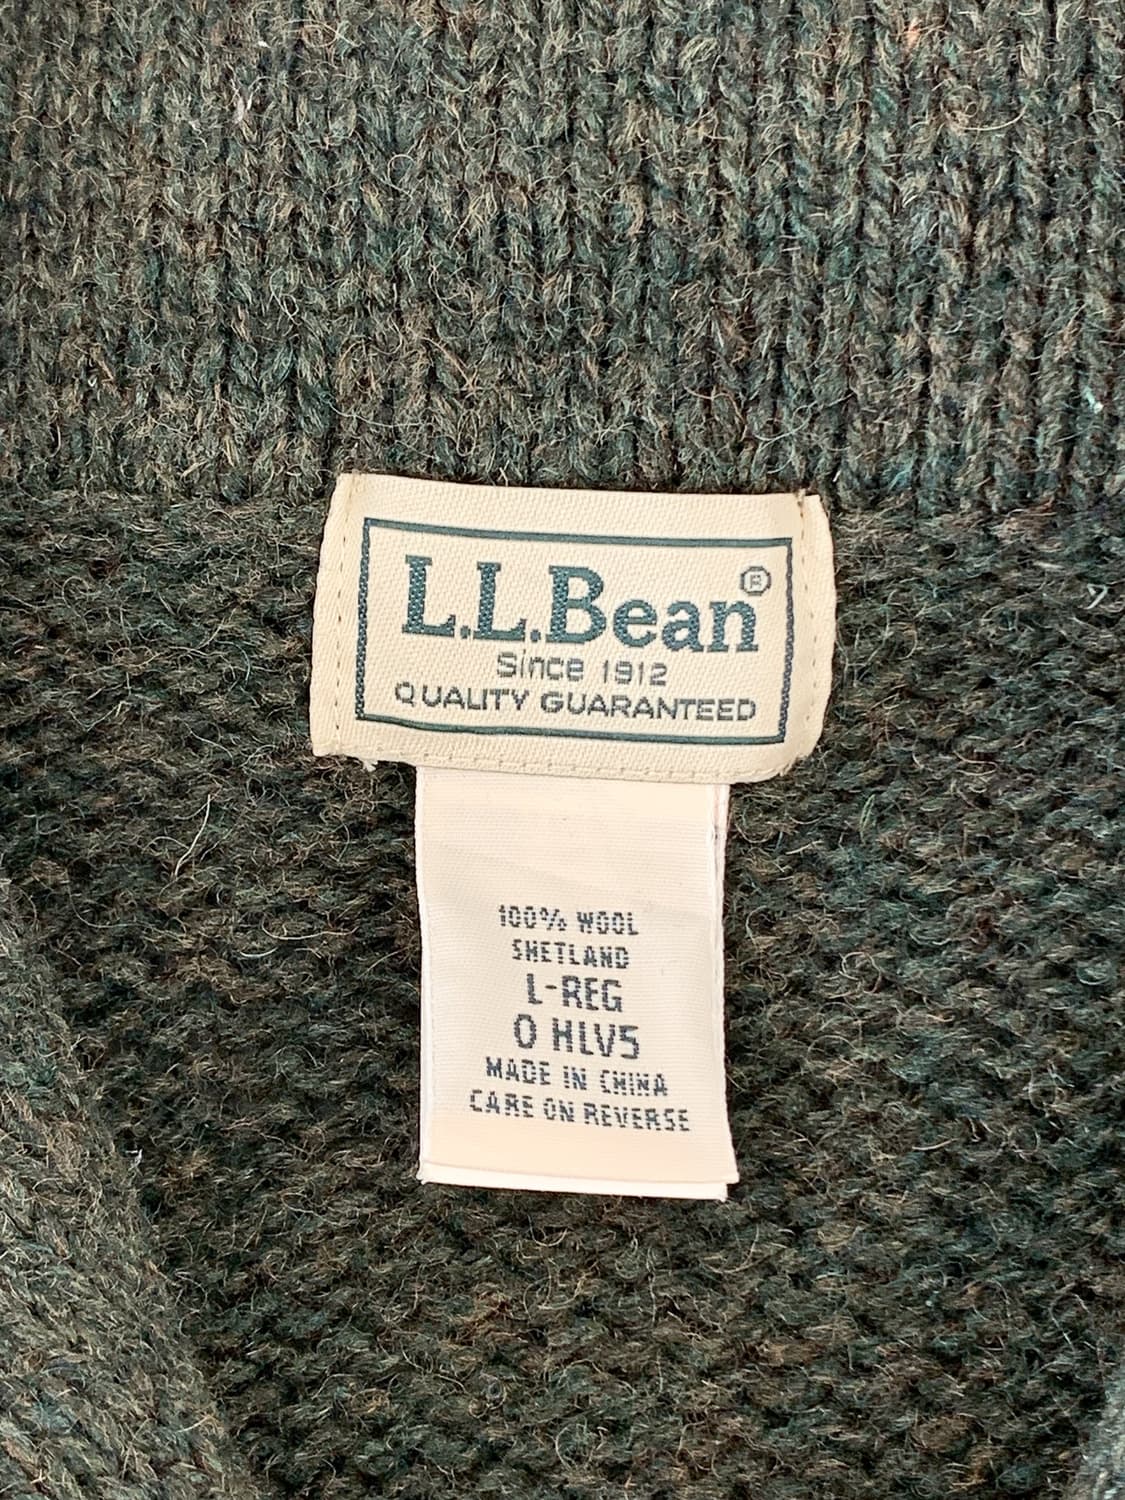 L.L.Bean®
Since 1912
QUALITY GUARANTEED
100% WOOL
SHETLAND
L-REG
0 HLV5
MADE IN CHINA
CARE ON REVERSE